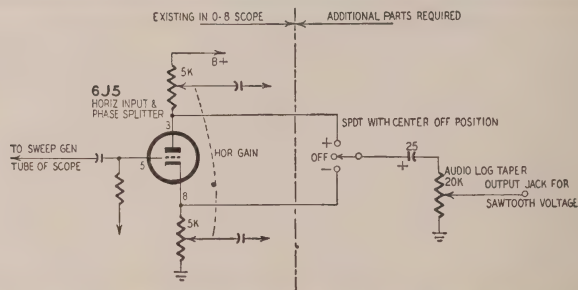 EXISTING IN O-8 SCOPE
ADDITIONAL PARTS REQUIRED
B+
5K
6J5
HORIZ INPUT &
PHASE SPLITTER
3
SPDT WITH CENTER OFF POSITION
TO SWEEP GEN
TUBE OF SCOPE
5
HOR GAIN
+
OFF
-
25
+
AUDIO LOG TAPER
20K
OUTPUT JACK FOR
SAWTOOTH VOLTAGE
8
5K